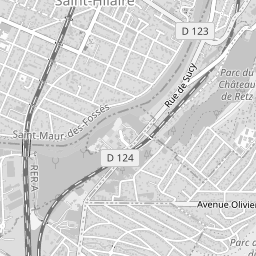 Saint-Hilaire
D 123
Parc du
Château
de Retz
Rue de Sucy
Saint-Maur-des-Fossés
D 124
RER A
Avenue Olivier
Parc du